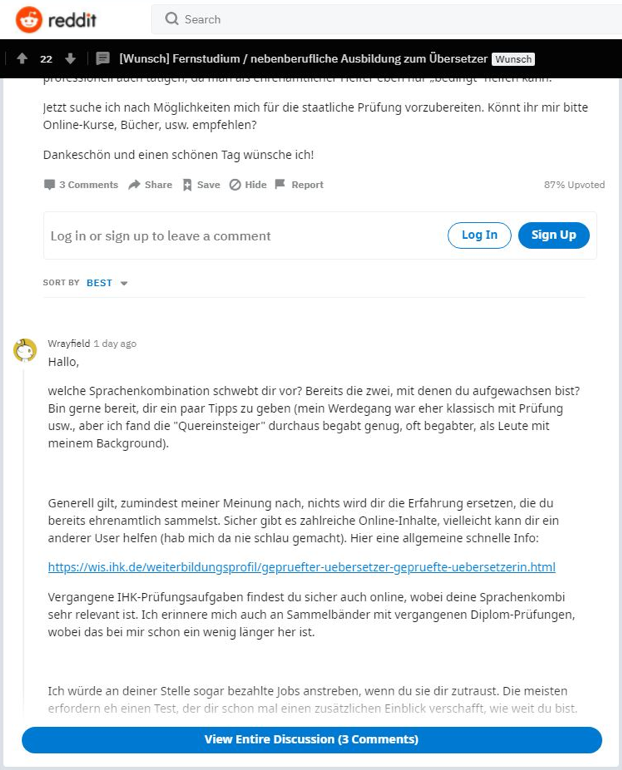 reddit
Search
22
[Wunsch] Fernstudium / nebenberufliche Ausbildung zum Übersetzer Wunsch
professionell auch tätigen, da man als ehrenamtlicher Helfer eben nur „bedingt" helfen kann.
Jetzt suche ich nach Möglichkeiten mich für die staatliche Prüfung vorzubereiten. Könnt ihr mir bitte
Online-Kurse, Bücher, usw. empfehlen?
Dankeschön und einen schönen Tag wünsche ich!
3 Comments Share Save Hide Report 87% Upvoted
Log in or sign up to leave a comment Log In Sign Up
SORT BY BEST
Wrayfield 1 day ago
Hallo,
welche Sprachenkombination schwebt dir vor? Bereits die zwei, mit denen du aufgewachsen bist?
Bin gerne bereit, dir ein paar Tipps zu geben (mein Werdegang war eher klassisch mit Prüfung
usw., aber ich fand die "Quereinsteiger" durchaus begabt genug, oft begabter, als Leute mit
meinem Background).
Generell gilt, zumindest meiner Meinung nach, nichts wird dir die Erfahrung ersetzen, die du
bereits ehrenamtlich sammelst. Sicher gibt es zahlreiche Online-Inhalte, vielleicht kann dir ein
anderer User helfen (hab mich da nie schlau gemacht). Hier eine allgemeine schnelle Info:
https://wis.ihk.de/weiterbildungsprofil/gepruefter-uebersetzer-gepruefte-uebersetzerin.html
Vergangene IHK-Prüfungsaufgaben findest du sicher auch online, wobei deine Sprachenkombi
sehr relevant ist. Ich erinnere mich auch an Sammelbänder mit vergangenen Diplom-Prüfungen,
wobei das bei mir schon ein wenig länger her ist.
Ich würde an deiner Stelle sogar bezahlte Jobs anstreben, wenn du sie dir zutraust. Die meisten
erfordern eh einen Test, der dir schon mal einen zusätzlichen Einblick verschafft, wie weit du bist.
View Entire Discussion (3 Comments)